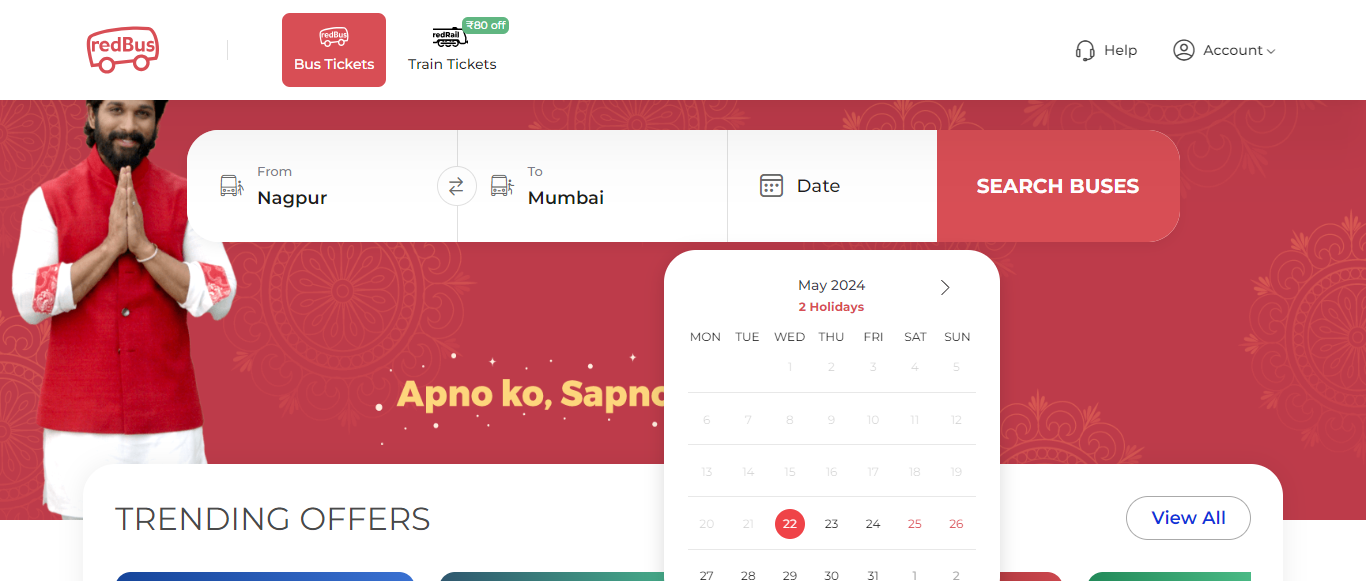 redBus
redBus
Bus Tickets
redRail
₹80 off
Train Tickets
Help
Account
From
Nagpur
To
Mumbai
Date
SEARCH BUSES
May 2024
2 Holidays
MON TUE WED THU FRI SAT SUN
1 2 3 4 5
6 7 8 9 10 11 12
13 14 15 16 17 18 19
20 21 22 23 24 25 26
27 28 29 30 31 1 2
Apno ko, Sapno
TRENDING OFFERS
View All